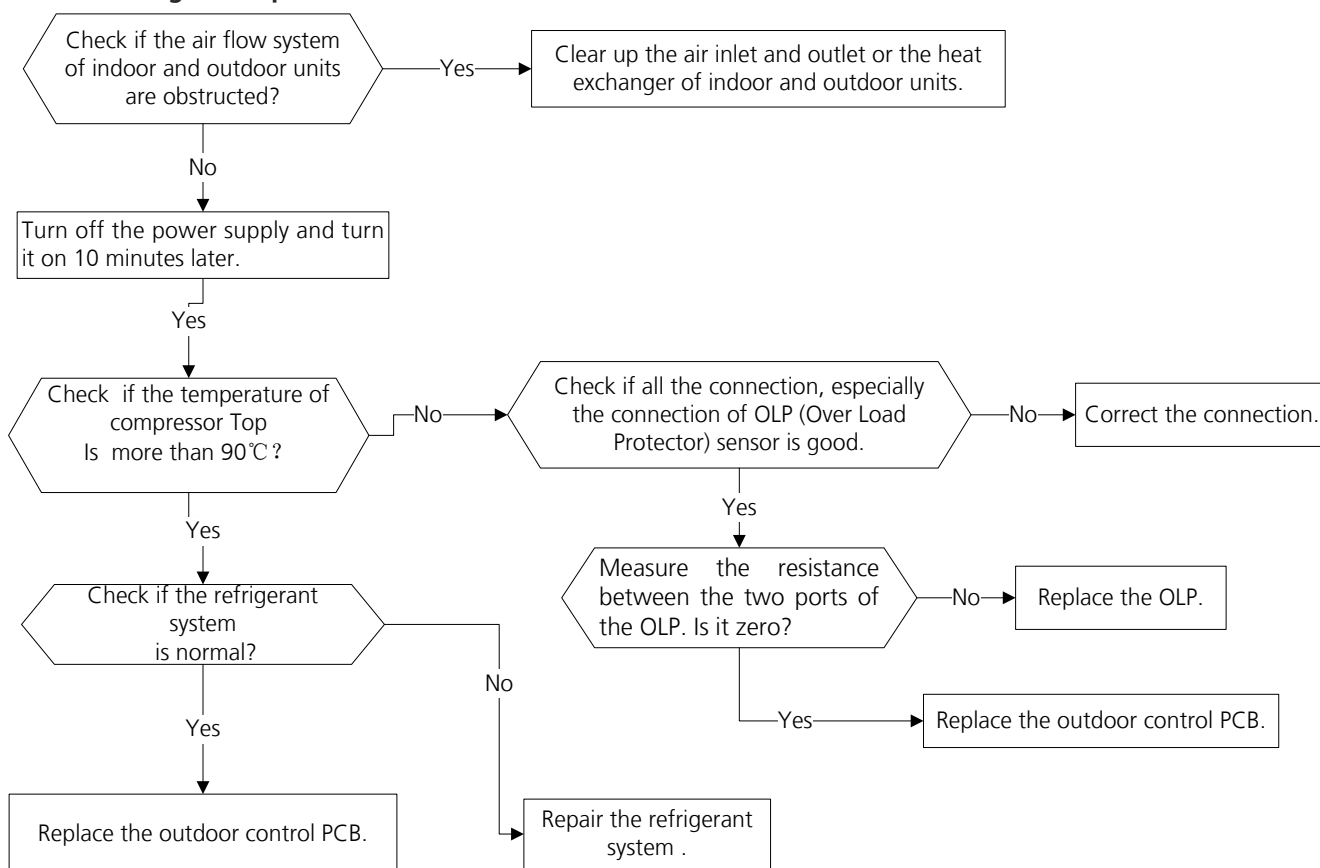 Check if the air flow system
of indoor and outdoor units
are obstructed?
Yes
Clear up the air inlet and outlet or the heat
exchanger of indoor and outdoor units.
No
Turn off the power supply and turn
it on 10 minutes later.
Yes
Check if the temperature of
compressor Top
Is more than 90℃?
No
Check if all the connection, especially
the connection of OLP (Over Load
Protector) sensor is good.
No
Correct the connection.
Yes
Yes
Measure the resistance
between the two ports of
the OLP. Is it zero?
No
Replace the OLP.
Check if the refrigerant
system
is normal?
No
Yes
Yes
Replace the outdoor control PCB.
Replace the outdoor control PCB.
Repair the refrigerant
system .